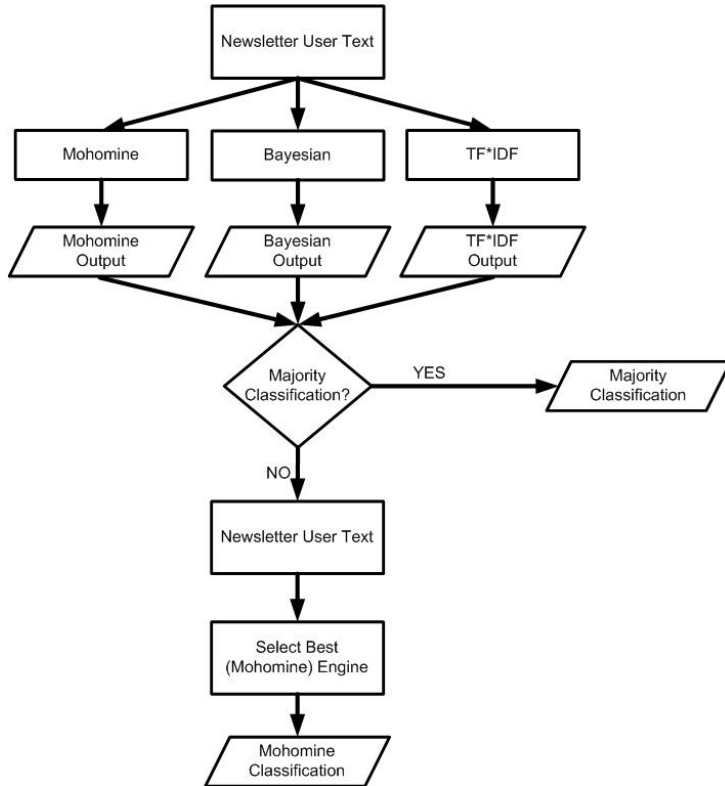 Newsletter User Text
Mohomine
Bayesian
TF*IDF
Mohomine
Output
Bayesian
Output
TF*IDF
Output
Majority
Classification?
YES
Majority
Classification
NO
Newsletter User Text
Select Best
(Mohomine) Engine
Mohomine
Classification